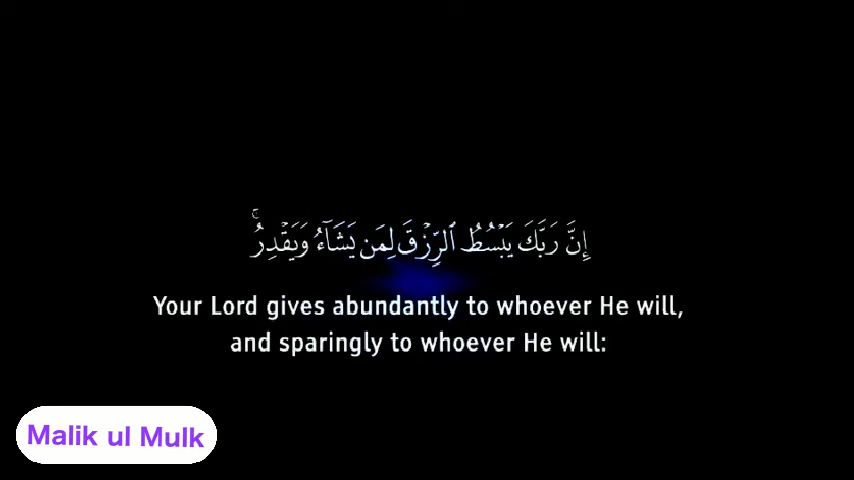 إِنَّ رَبَّكَ يَبْسُطُ ٱلرِّزْقَ لِمَن يَشَآءُ وَيَقْدِرُ ۚ
Your Lord gives abundantly to whoever He will,
and sparingly to whoever He will:
Malik ul Mulk